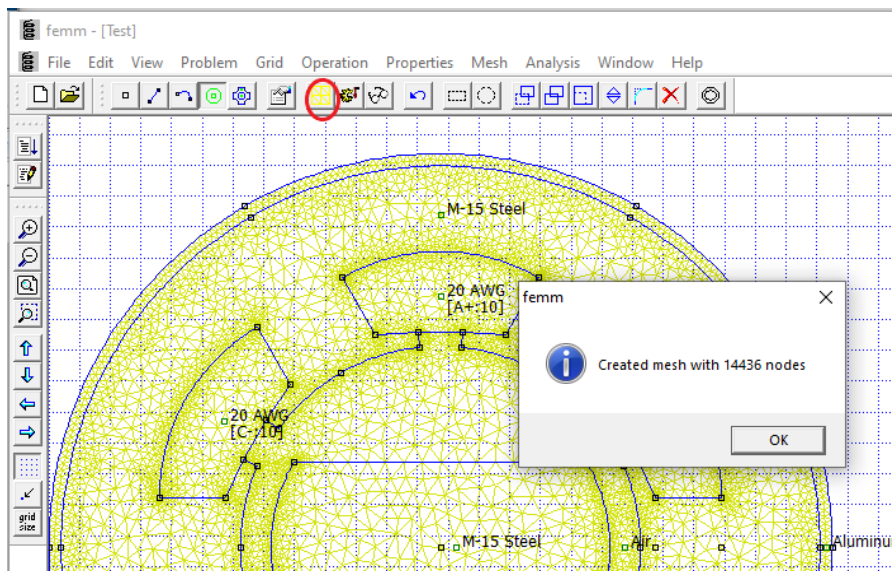 femm - [Test]
File Edit View Problem Grid Operation Properties Mesh Analysis Window Help
M-15 Steel
20 AWG
[A+:10]
femm
Created mesh with 14436 nodes
OK
20 AWG
[C-:10]
grid
size
M-15 Steel
Air
Aluminu